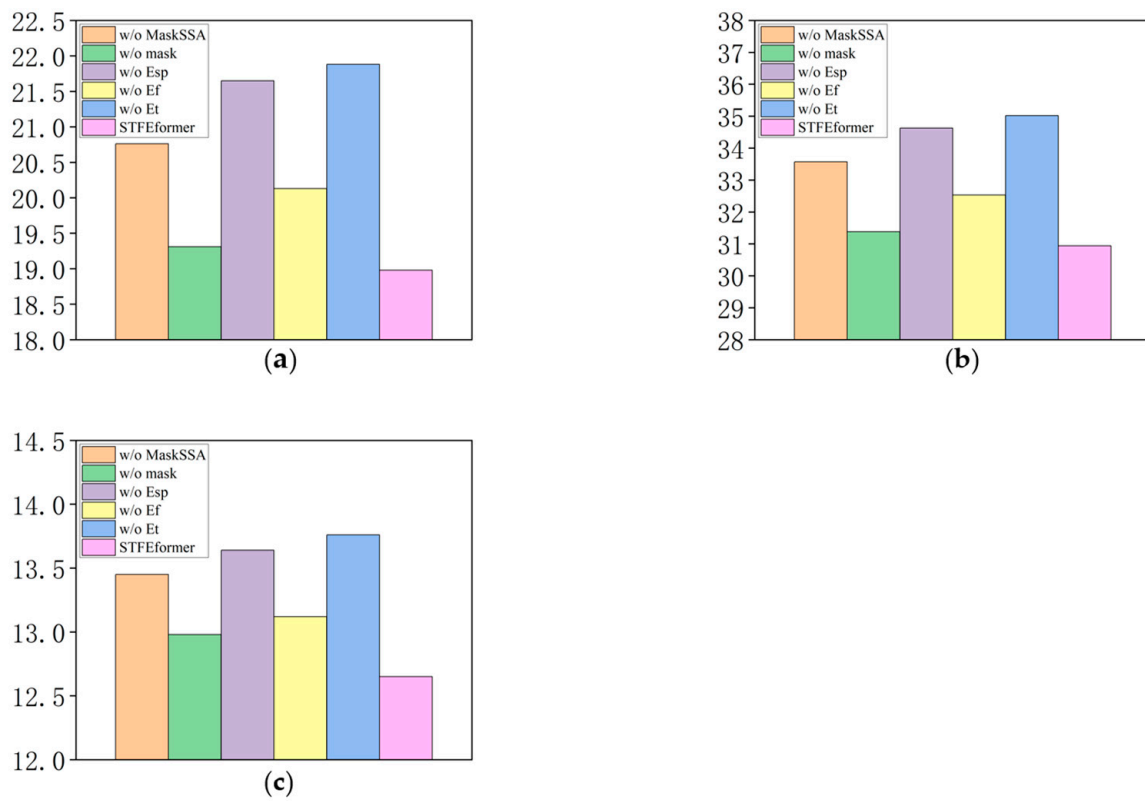 22.5
22.0
21.5
21.0
20.5
20.0
19.5
19.0
18.5
18.0
w/o MaskSSA
w/o mask
w/o Esp
w/o Ef
w/o Et
STFEformer
(a)
38
37
36
35
34
33
32
31
30
29
28
w/o MaskSSA
w/o mask
w/o Esp
w/o Ef
w/o Et
STFEformer
(b)
14.5
14.0
13.5
13.0
12.5
12.0
w/o MaskSSA
w/o mask
w/o Esp
w/o Ef
w/o Et
STFEformer
(c)